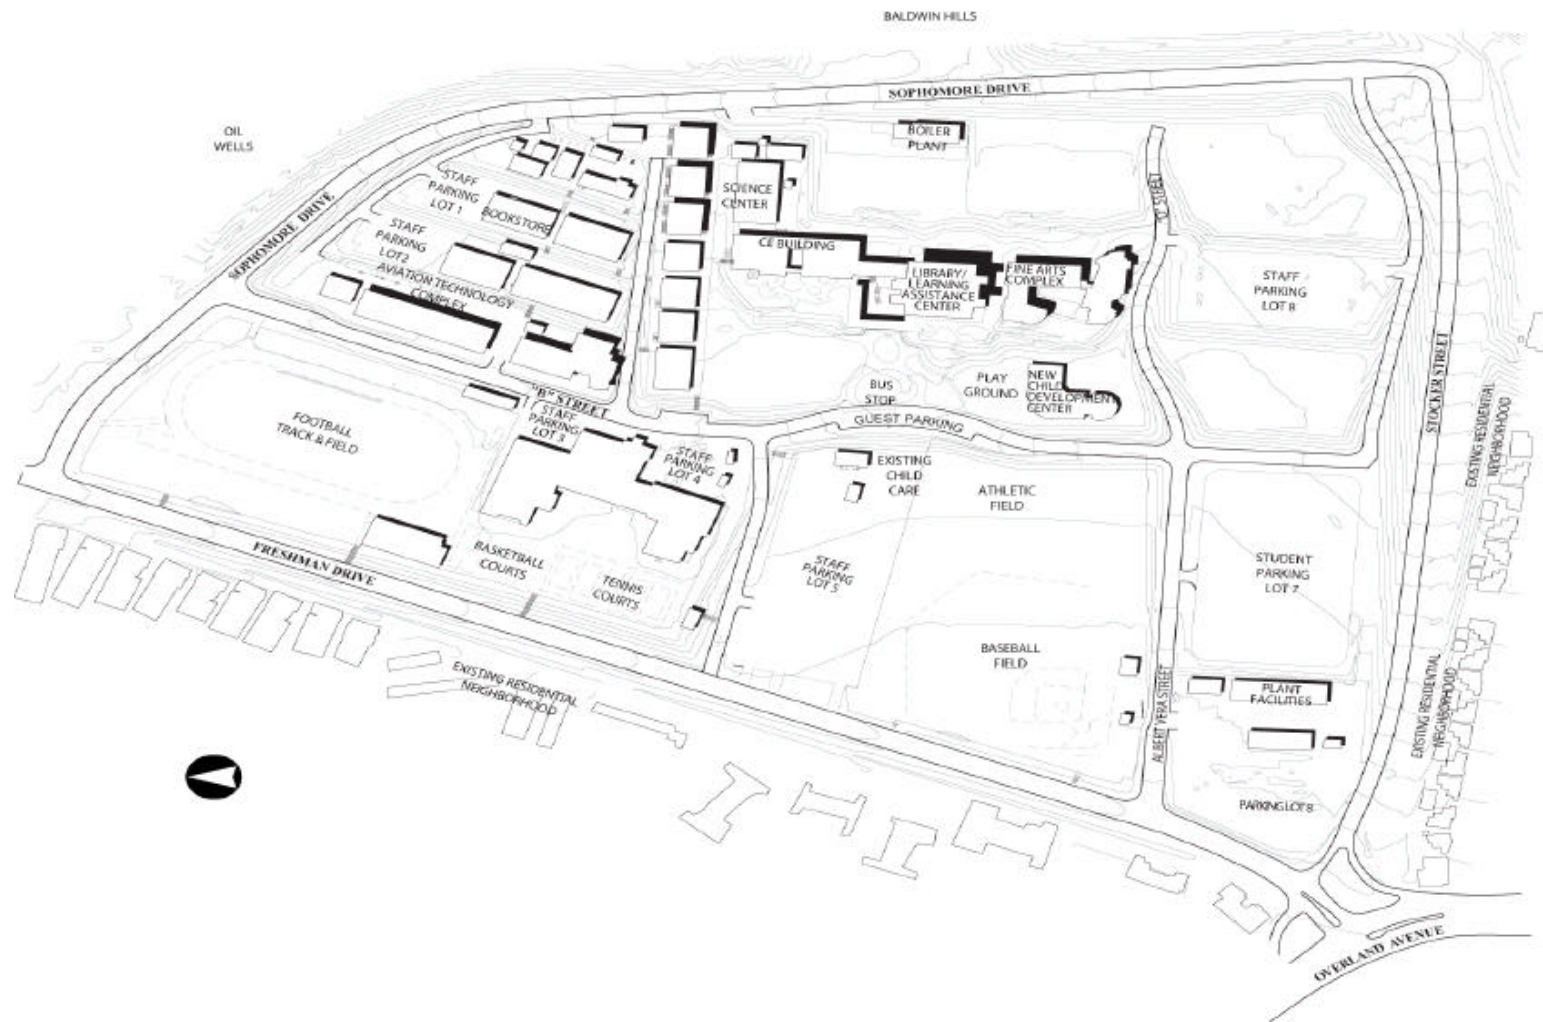 BALDWIN HILLS
SOPHOMORE DRIVE
OIL
WELLS
BOILER
PLANT
STAFF
PARKING
LOT 1
SCIENCE
CENTER
"D" STREET
BOOKSTORE
SOPHOMORE DRIVE
STAFF
PARKING
LOT2
CE BUILDING
LIBRARY/
LEARNING
ASSISTANCE
CENTER
FINE ARTS
COMPLEX
STAFF
PARKING
LOT 8
AVIATION TECHNOLOGY
COMPLEX
STOCKER STREET
BUS
STOP
PLAY
GROUND
NEW
CHILD
DEVELOPMENT
CENTER
"B" STREET
STAFF
PARKING
LOT 3
GUEST PARKING
EXISTING RESIDENTIAL
NEIGHBORHOOD
FOOTBALL
TRACK & FIELD
STAFF
PARKING
LOT 4
EXISTING
CHILD
CARE
ATHLETIC
FIELD
FRESHMAN DRIVE
BASKETBALL
COURTS
TENNIS
COURTS
STAFF
PARKING
LOT 5
STUDENT
PARKING
LOT 7
BASEBALL
FIELD
EXISTING RESIDENTIAL
NEIGHBORHOOD
ALBERT VERA STREET
PLANT
FACILITIES
EXISTING RESIDENTIAL
NEIGHBORHOOD
PARKING LOT 8
OVERLAND AVENUE